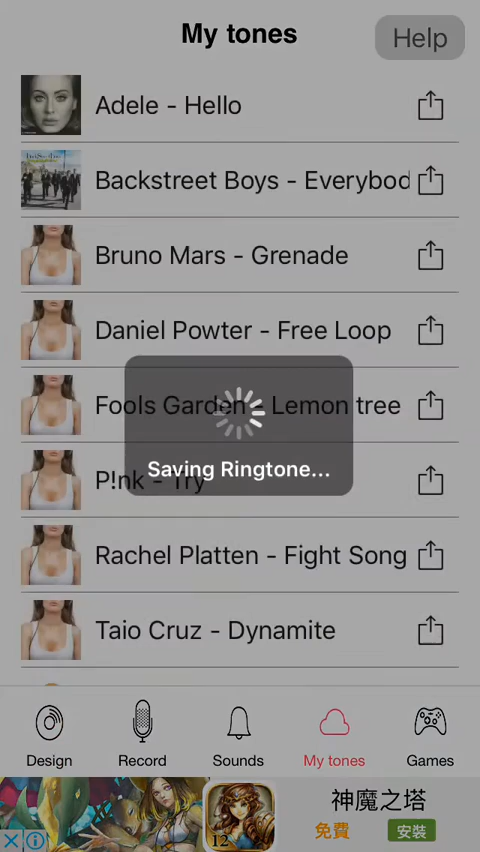 My tones
Help
Adele - Hello
Backstreet Boys - Everybod
Bruno Mars - Grenade
Daniel Powter - Free Loop
Fools Garden - Lemon tree
Saving Ringtone...
P!nk - Try
Rachel Platten - Fight Song
Taio Cruz - Dynamite
Design
Record
Sounds
My tones
Games
神魔之塔
免費
安裝
12